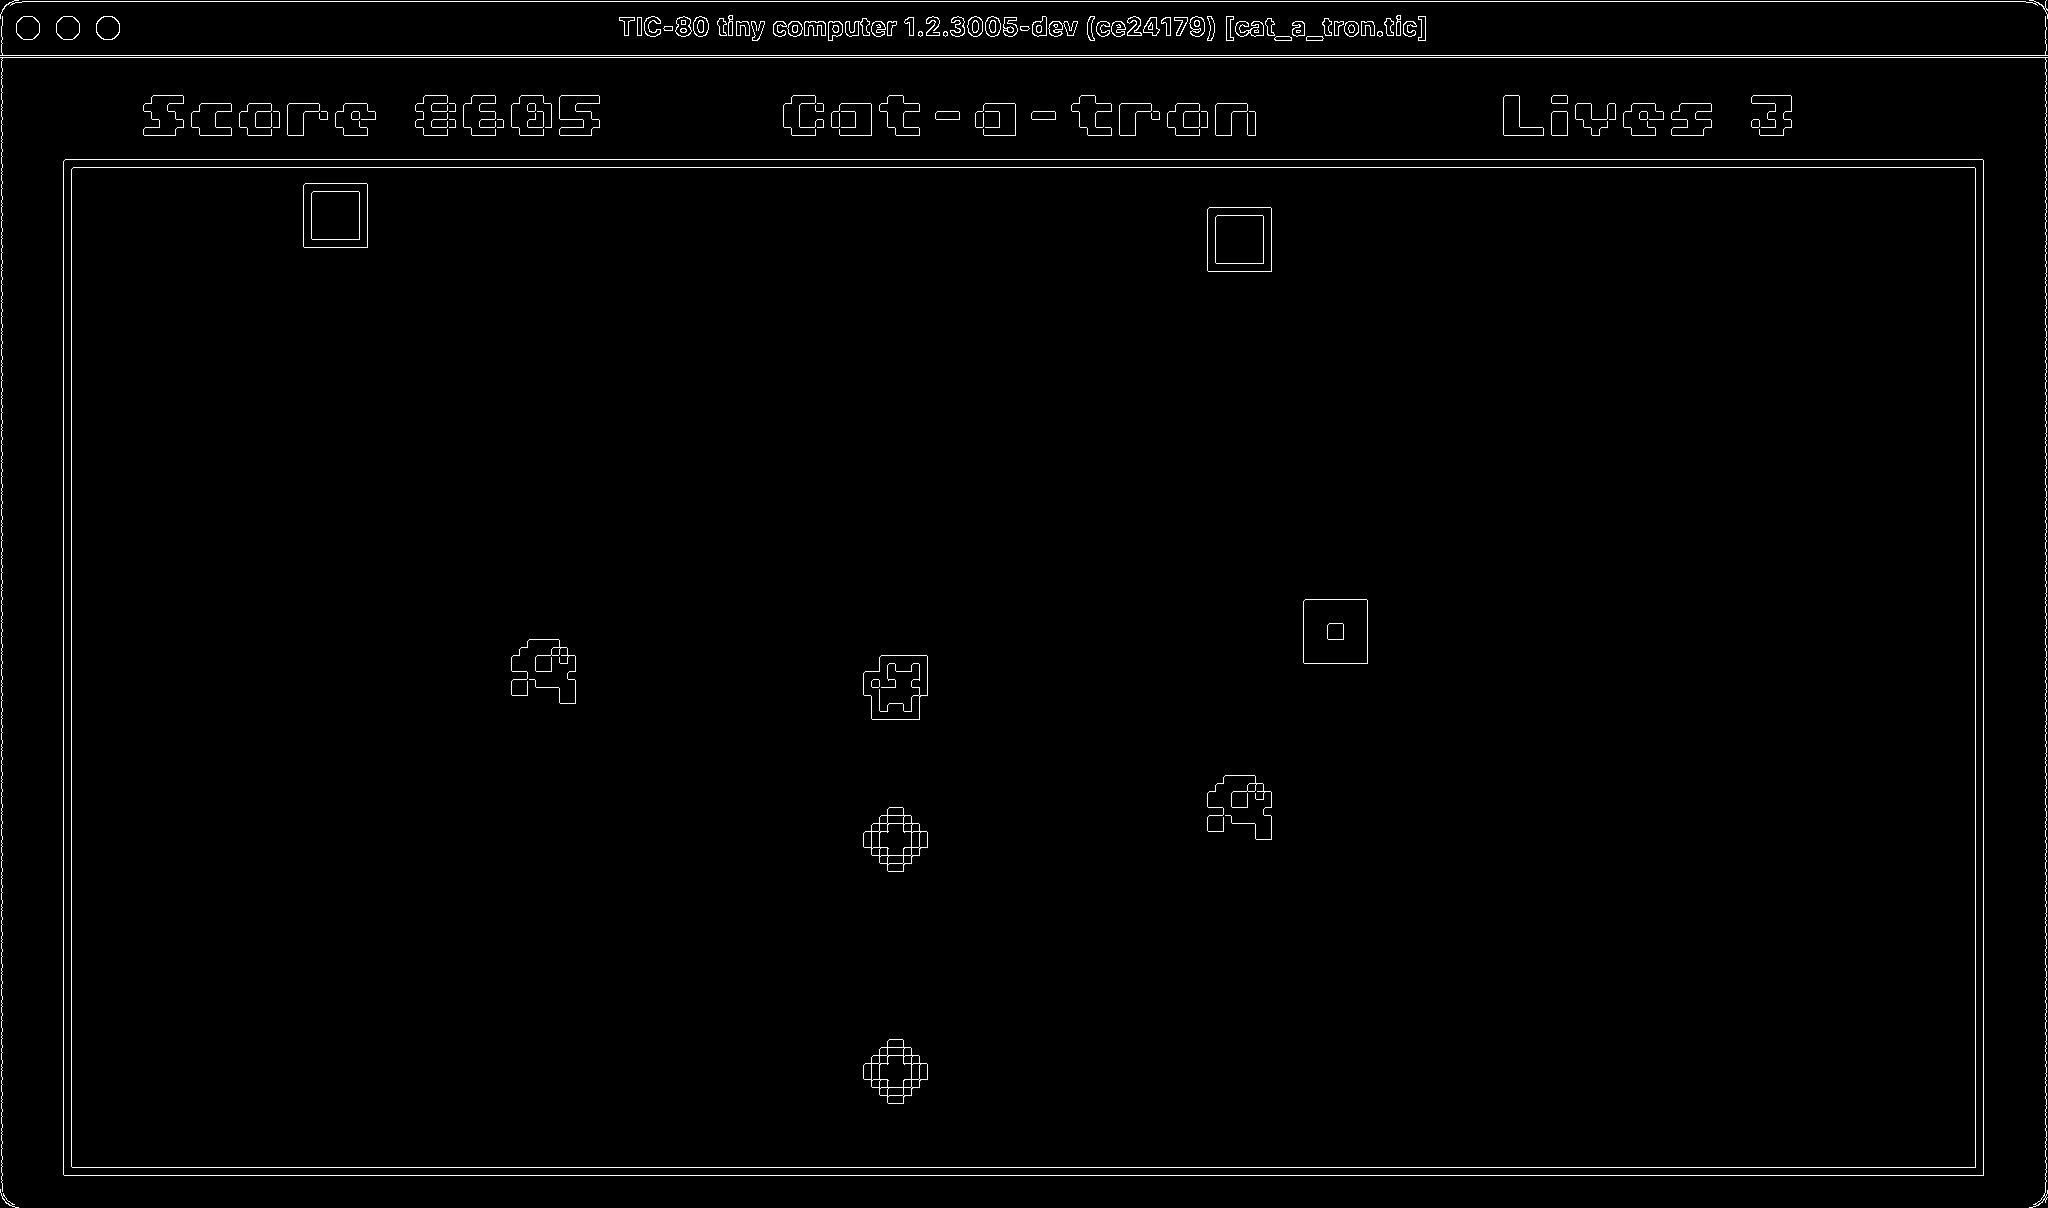 TIC-80 tiny computer 1.2.3005-dev (ce24179) [cat_a_tron.tic]
Score 8605 Cat-a-tron Lives 3